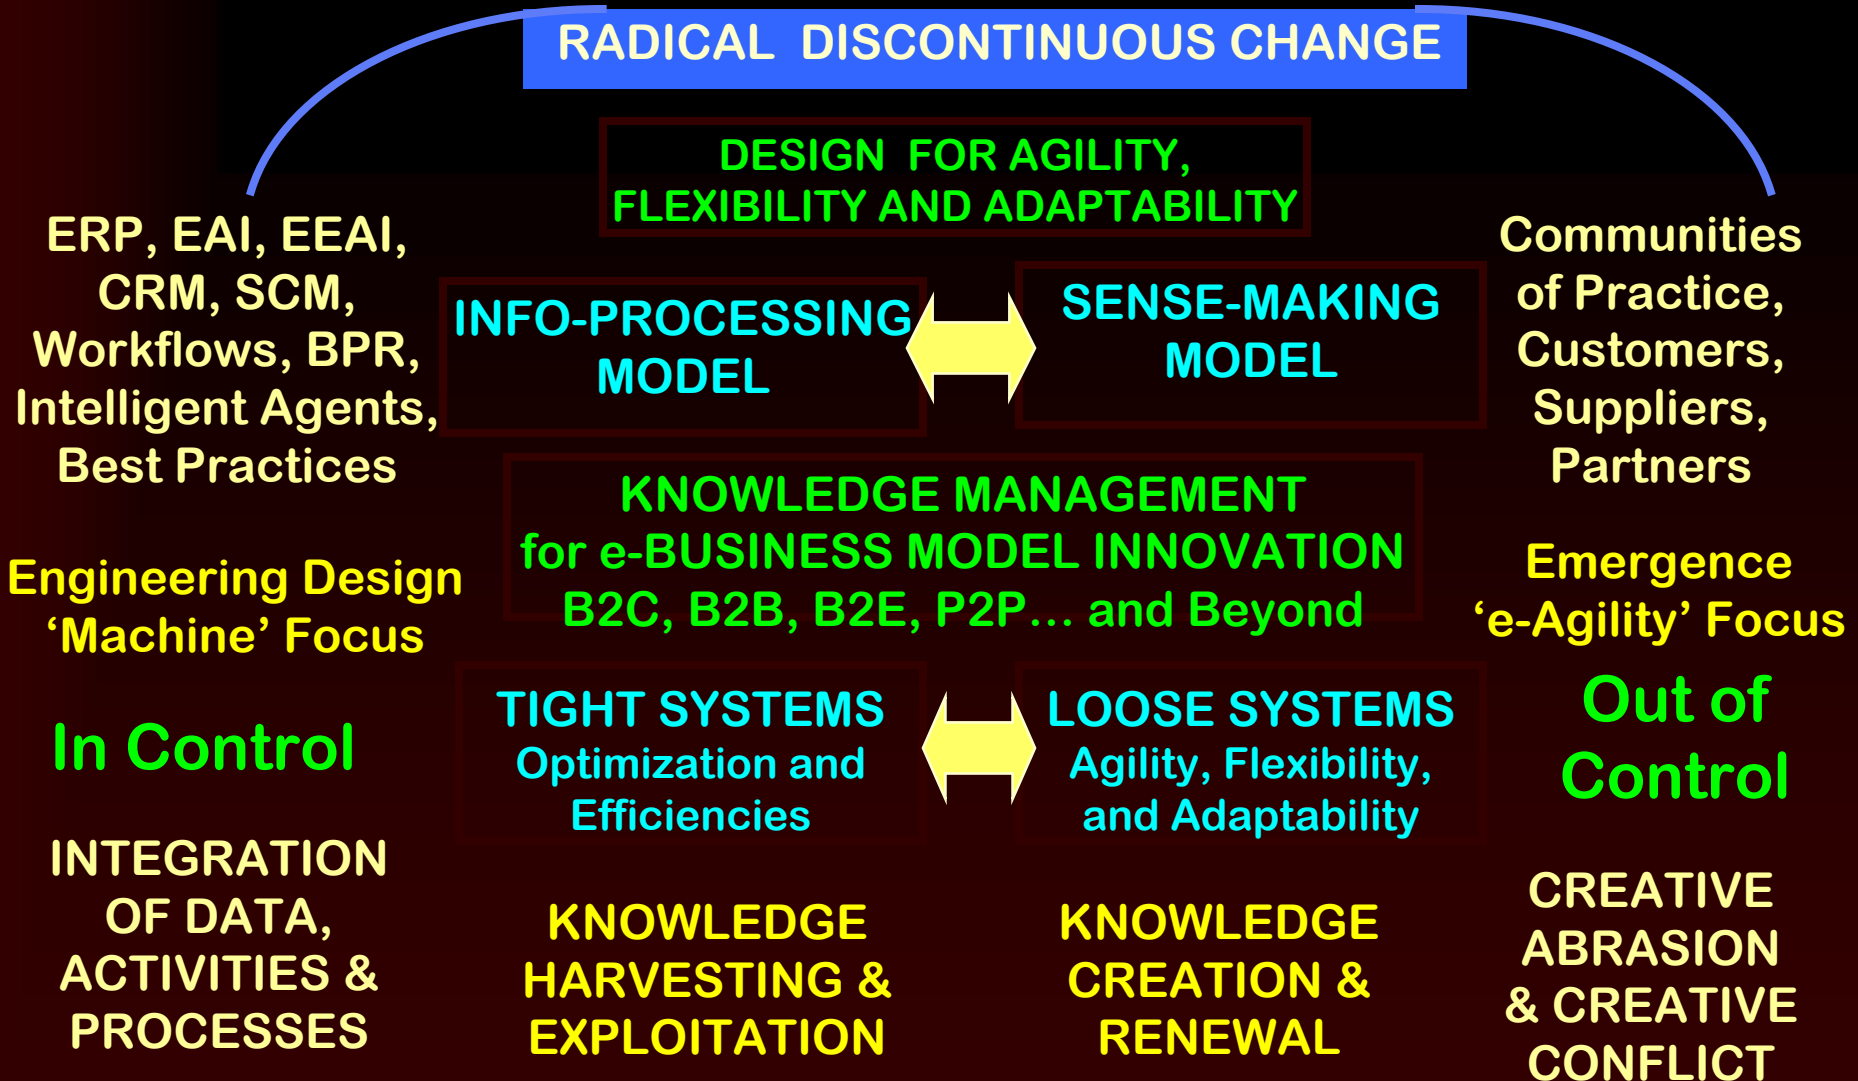 RADICAL DISCONTINUOUS CHANGE
DESIGN FOR AGILITY,
FLEXIBILITY AND ADAPTABILITY
ERP, EAI, EEAI,
CRM, SCM,
Workflows, BPR,
Intelligent Agents,
Best Practices
INFO-PROCESSING
MODEL
SENSE-MAKING
MODEL
Communities
of Practice,
Customers,
Suppliers,
Partners
KNOWLEDGE MANAGEMENT
for e-BUSINESS MODEL INNOVATION
B2C, B2B, B2E, P2P... and Beyond
Engineering Design
‘Machine’ Focus
Emergence
‘e-Agility’ Focus
In Control
TIGHT SYSTEMS
Optimization and
Efficiencies
LOOSE SYSTEMS
Agility, Flexibility,
and Adaptability
Out of
Control
INTEGRATION
OF DATA,
ACTIVITIES &
PROCESSES
KNOWLEDGE
HARVESTING &
EXPLOITATION
KNOWLEDGE
CREATION &
RENEWAL
CREATIVE
ABRASION
& CREATIVE
CONFLICT